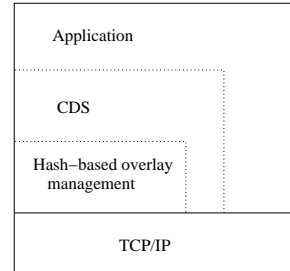 Application
CDS
Hash−based overlay
management
TCP/IP